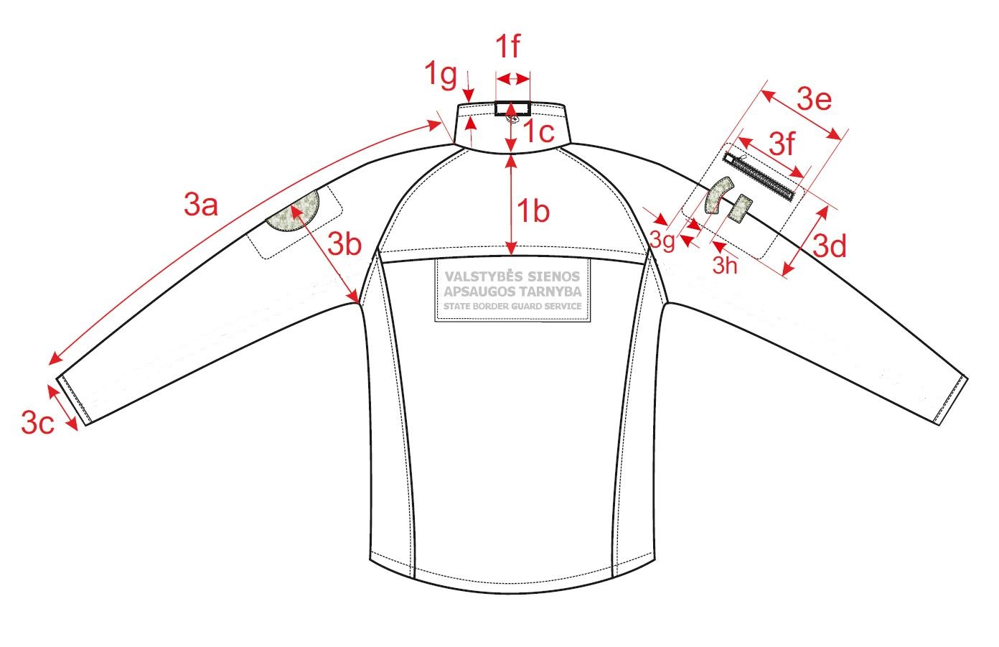 1f
1g
3e
1c
3f
3a
1b
3b
3g
3d
3h
VALSTYBĖS SIENOS
APSAUGOS TARNYBA
STATE BORDER GUARD SERVICE
3c